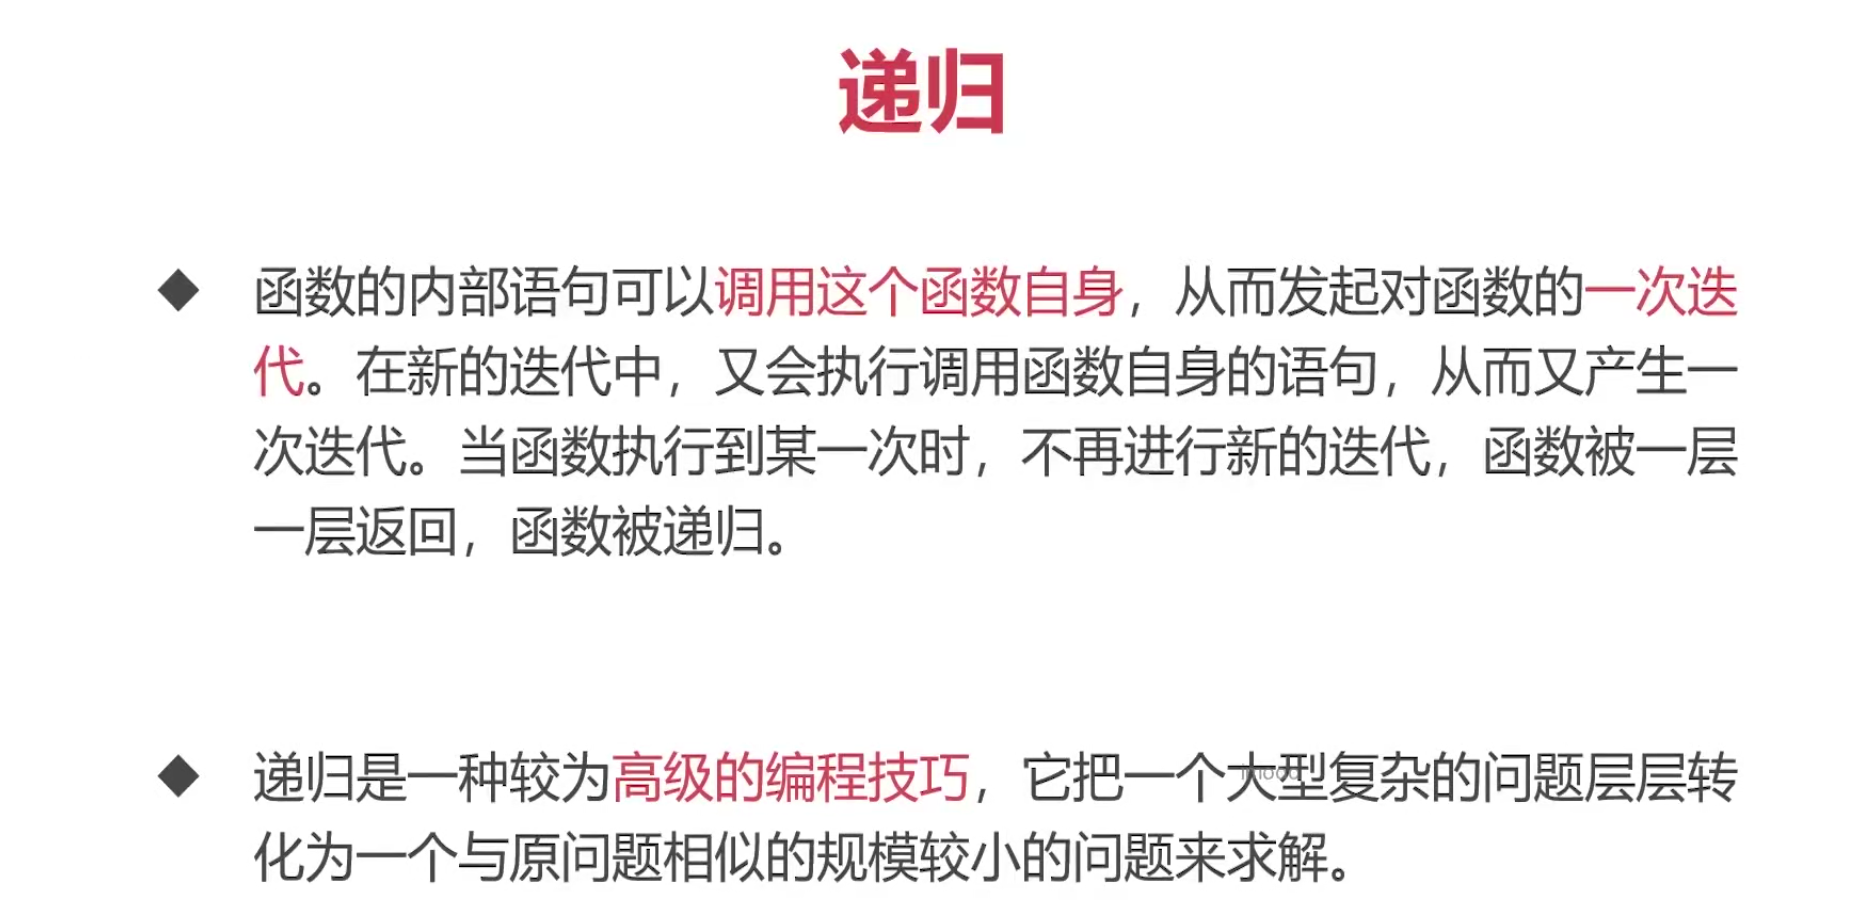 递归
函数的内部语句可以调用这个函数自身，从而发起对函数的一次迭
代。在新的迭代中，又会执行调用函数自身的语句，从而又产生一
次迭代。当函数执行到某一次时，不再进行新的迭代，函数被一层
一层返回，函数被递归。
递归是一种较为高级的编程技巧，它把一个大型复杂的问题层层转
化为一个与原问题相似的规模较小的问题来求解。